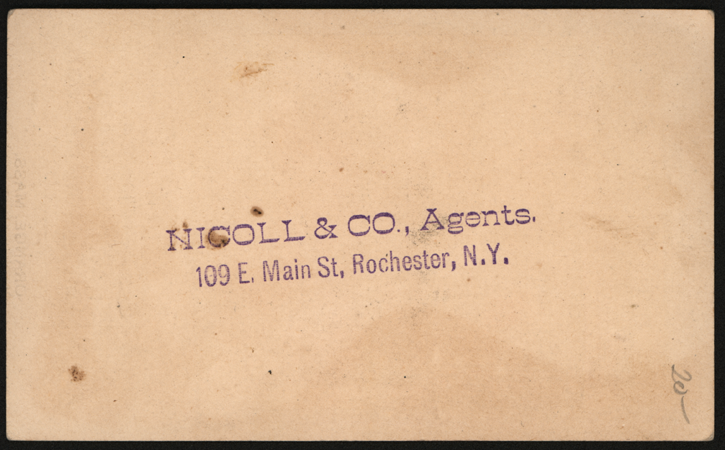 NICOLL & CO., Agents.
109 E. Main St, Rochester, N.Y.
20-